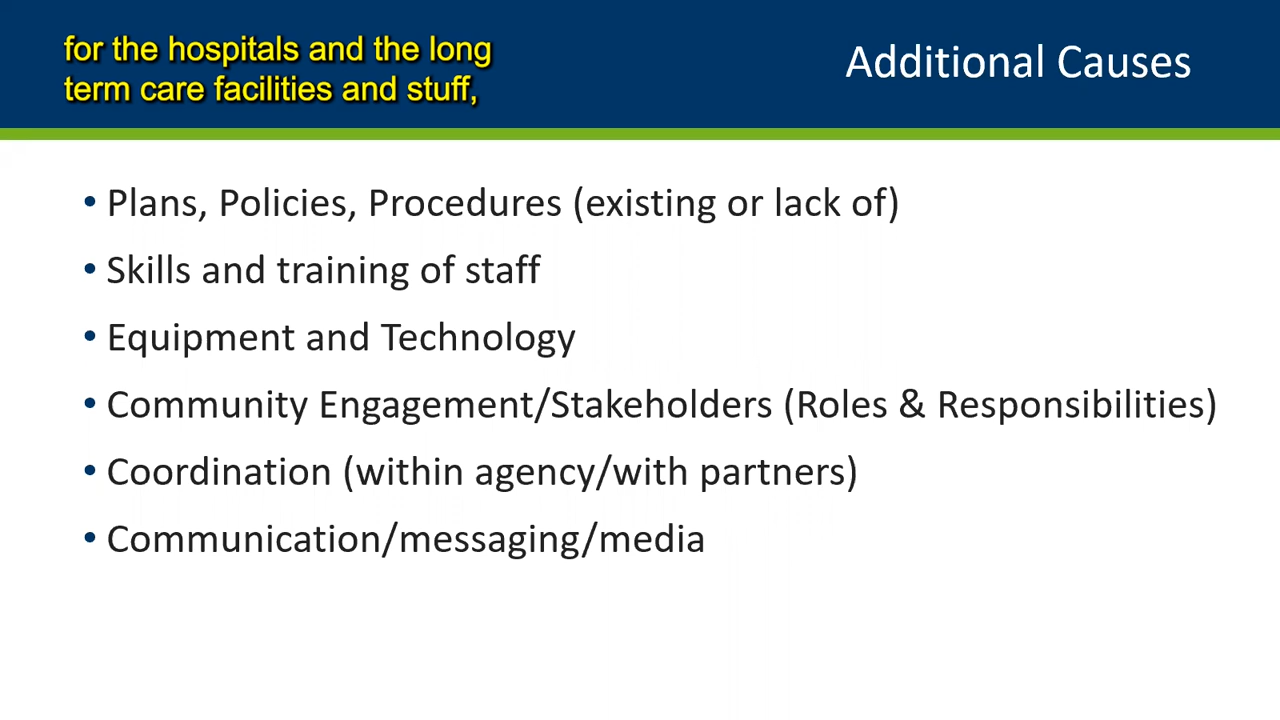 for the hospitals and the long
term care facilities and stuff,
Additional Causes
• Plans, Policies, Procedures (existing or lack of)
• Skills and training of staff
• Equipment and Technology
• Community Engagement/Stakeholders (Roles & Responsibilities)
• Coordination (within agency/with partners)
• Communication/messaging/media